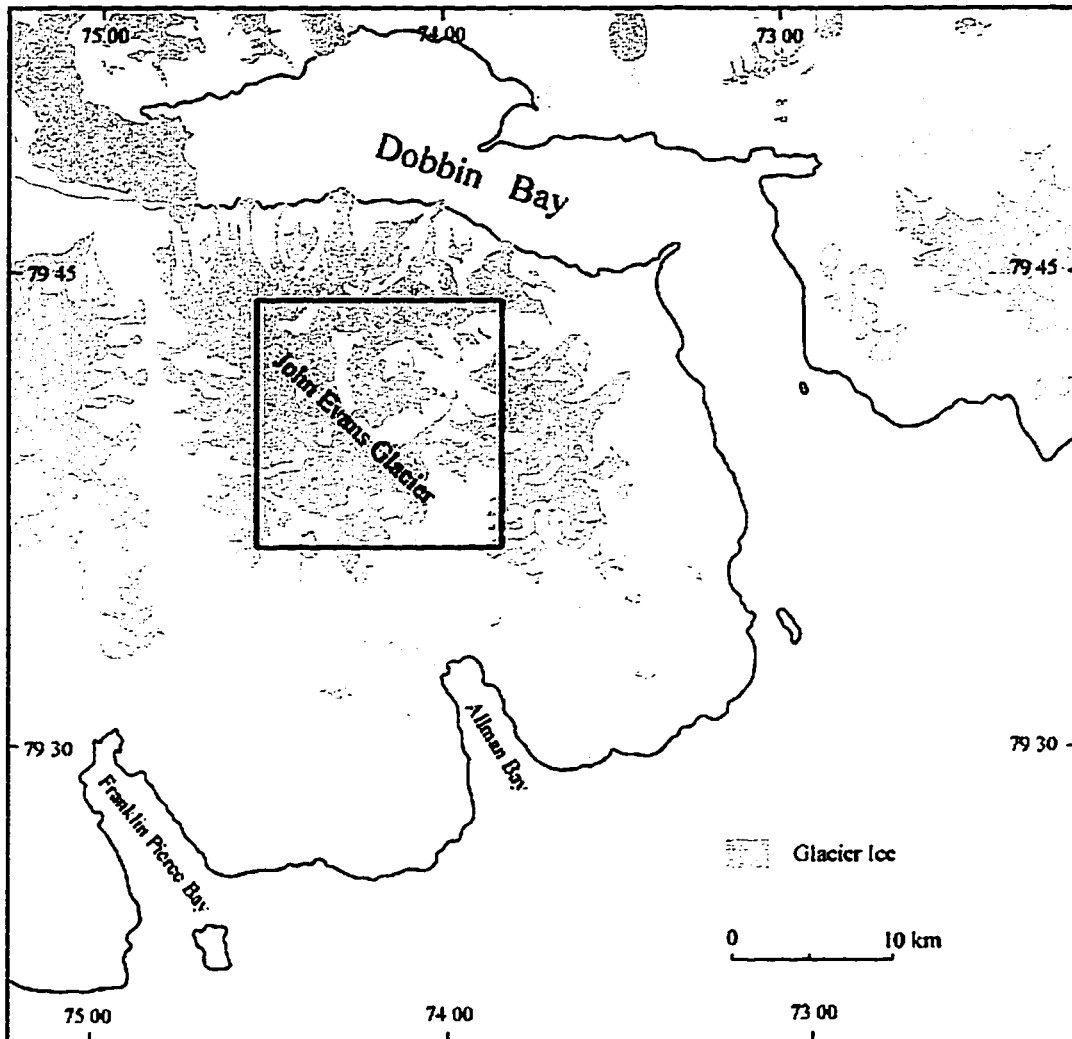 75 00
74 00
73 00
Dobbin Bay
79 45
79 45
John Evans Glacier
79 30
Allman Bay
79 30
Franklin Pierce Bay
Glacier Ice
0
10 km
75 00
74 00
73 00